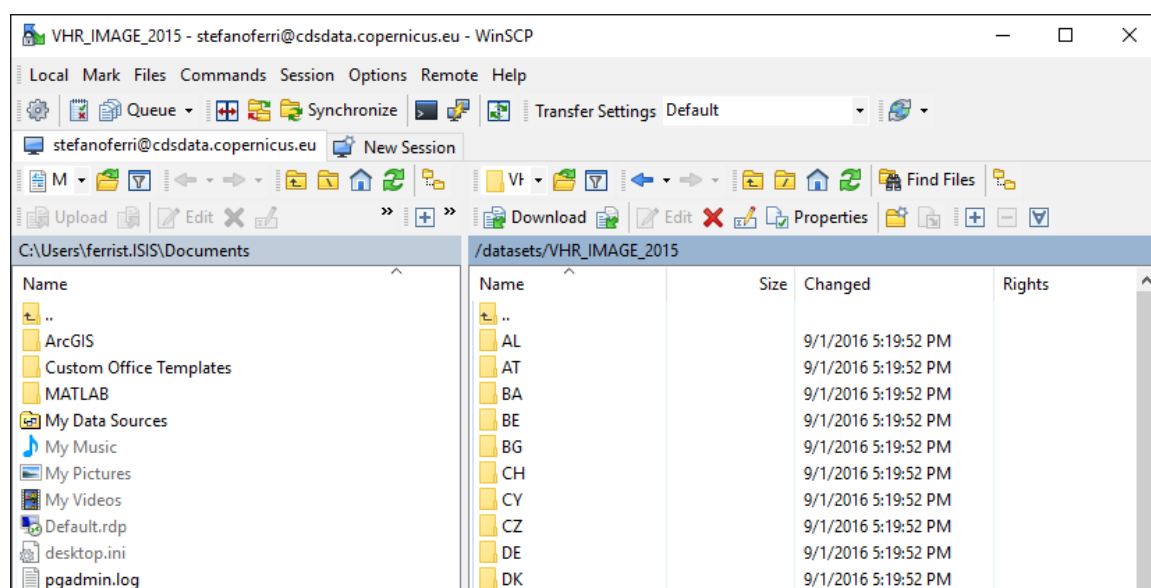 VHR_IMAGE_2015 - stefanoferri@cdsdata.copernicus.eu - WinSCP
Local Mark Files Commands Session Options Remote Help
Queue Synchronize Transfer Settings Default
stefanoferri@cdsdata.copernicus.eu New Session
M Find Files
Upload Edit » » Download Edit Properties
C:\Users\ferrist.ISIS\Documents /datasets/VHR_IMAGE_2015
Name Name Size Changed Rights
.. ..
ArcGIS AL 9/1/2016 5:19:52 PM
Custom Office Templates AT 9/1/2016 5:19:52 PM
MATLAB BA 9/1/2016 5:19:52 PM
My Data Sources BE 9/1/2016 5:19:52 PM
My Music BG 9/1/2016 5:19:52 PM
My Pictures CH 9/1/2016 5:19:52 PM
My Videos CY 9/1/2016 5:19:52 PM
Default.rdp CZ 9/1/2016 5:19:52 PM
desktop.ini DE 9/1/2016 5:19:52 PM
pgadmin.log DK 9/1/2016 5:19:52 PM